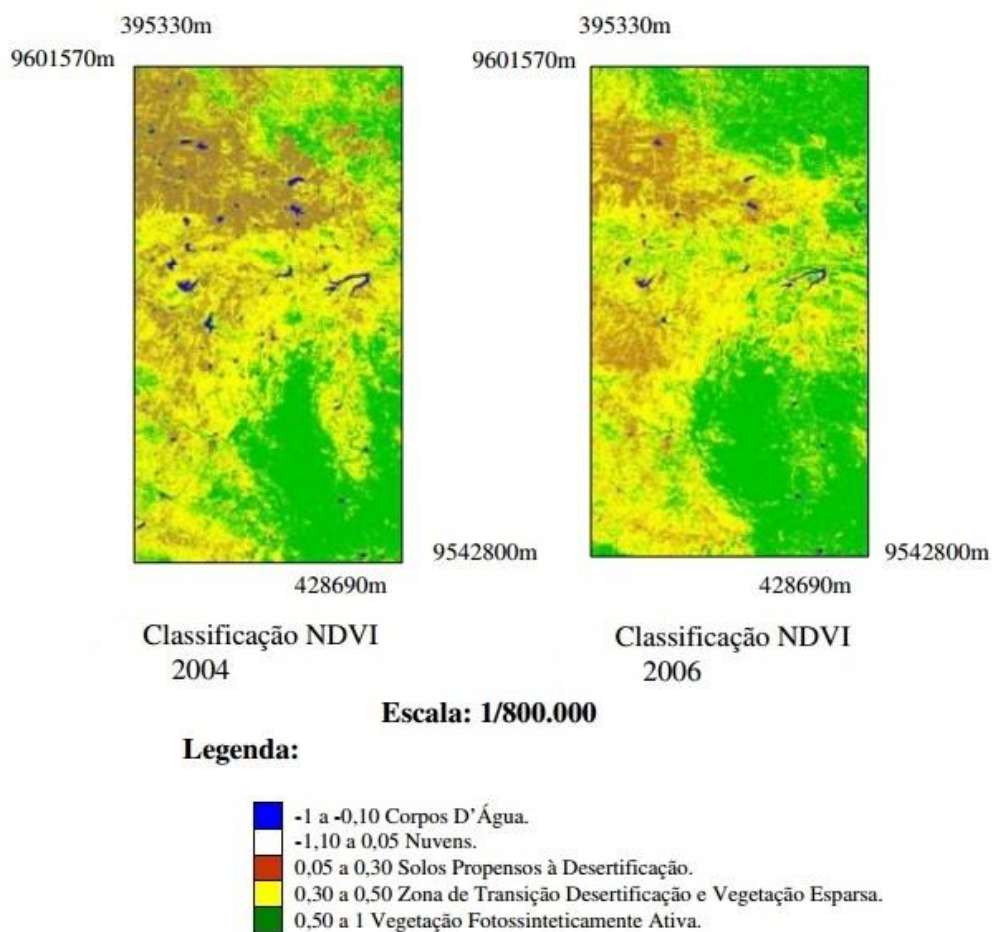 395330m
395330m
9601570m
9601570m
9542800m
9542800m
428690m
428690m
Classificação NDVI
2004
Classificação NDVI
2006
Escala: 1/800.000
Legenda:
-1 a -0,10 Corpos D'Água.
-1,10 a 0,05 Nuvens.
0,05 a 0,30 Solos Propensos à Desertificação.
0,30 a 0,50 Zona de Transição Desertificação e Vegetação Esparsa.
0,50 a 1 Vegetação Fotossinteticamente Ativa.